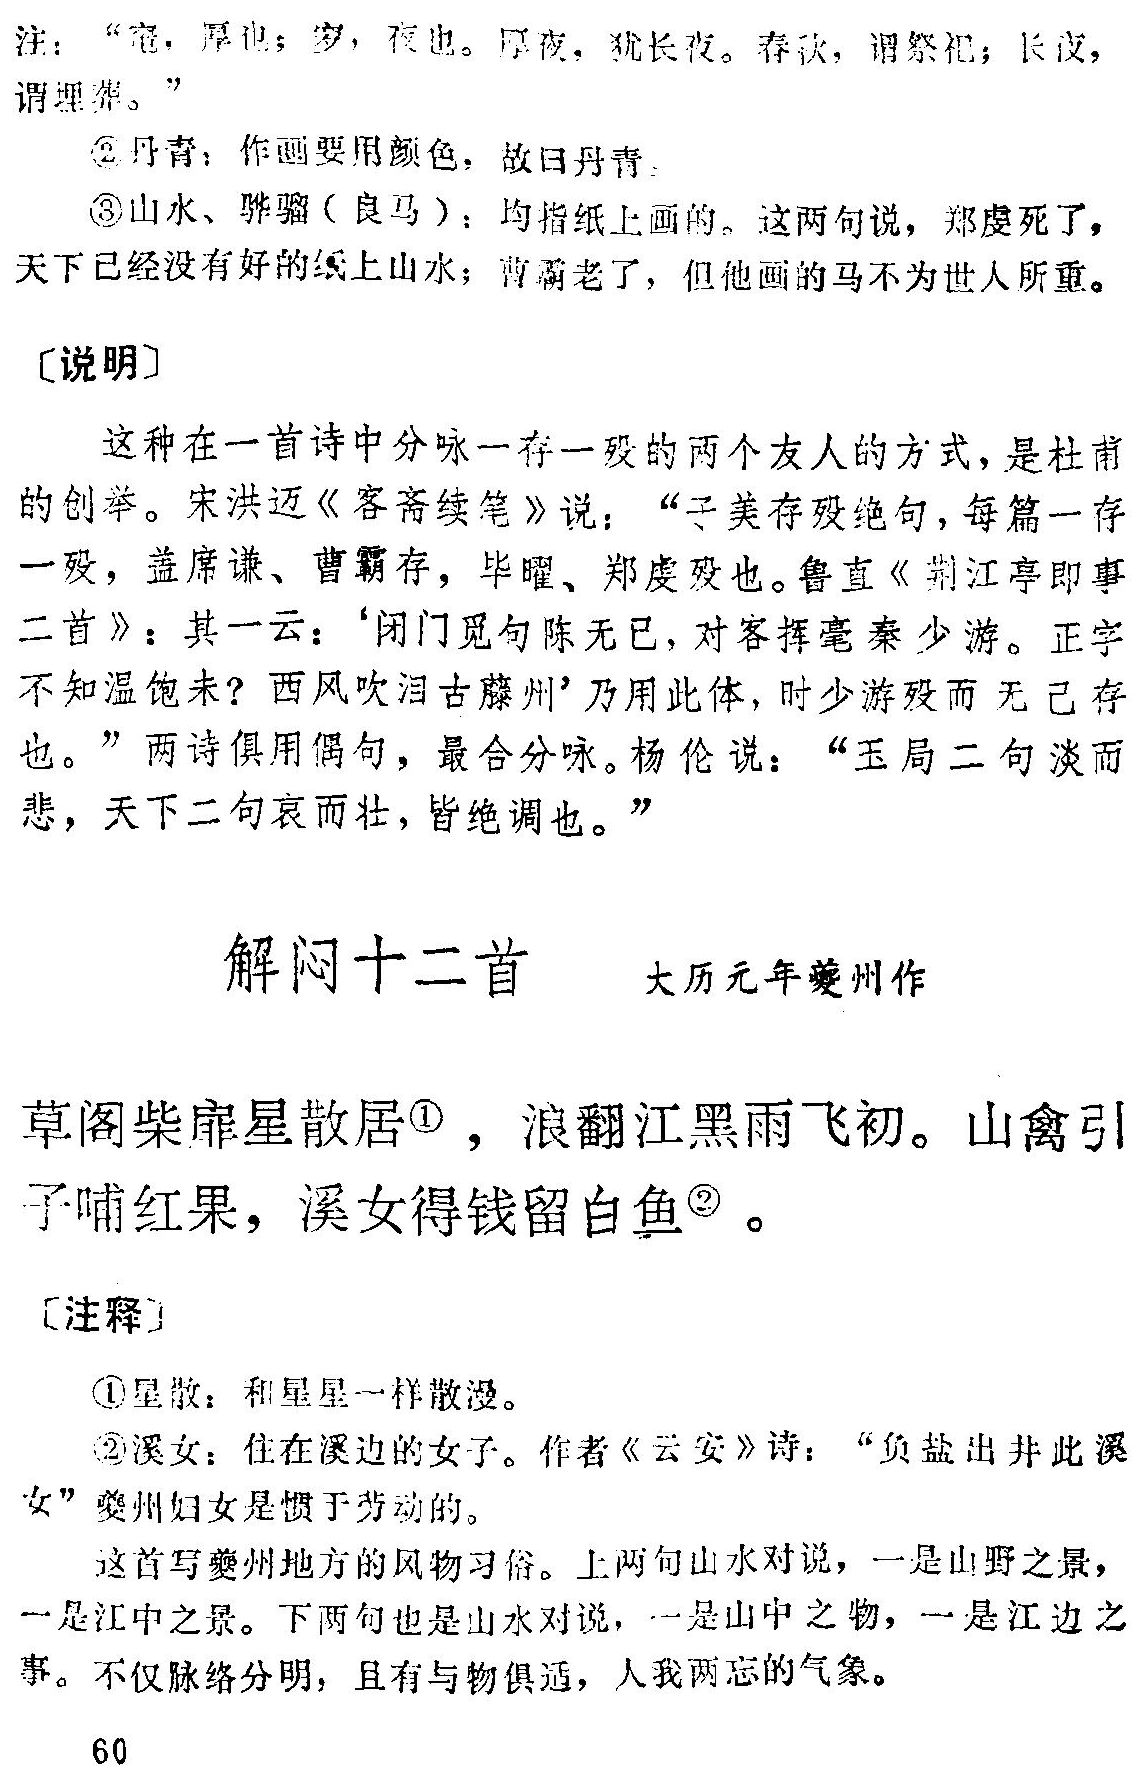 注：“窀，厚也；穸，夜也。厚夜，犹长夜。春秋，谓祭祀；长夜，
谓埋葬。”
②丹青：作画要用颜色，故曰丹青。
③山水、骅骝（良马）：均指纸上画的。这两句说，郑虔死了，
天下已经没有好的纸上山水；曹霸老了，但他画的马不为世人所重。
〔说明〕
这种在一首诗中分咏一存一殁的两个友人的方式，是杜甫
的创举。宋洪迈《客斋续笔》说：“子美存殁绝句，每篇一存
一殁，盖席谦、曹霸存，毕曜、郑虔殁也。鲁直《荆江亭即事
二首》：其一云：‘闭门觅句陈无已，对客挥毫秦少游。正字
不知温饱未？西风吹泪古藤州’乃用此体，时少游殁而无己存
也。”两诗俱用偶句，最合分咏。杨伦说：“玉局二句淡而
悲，天下二句哀而壮，皆绝调也。”
解闷十二首 大历元年夔州作
草阁柴扉星散居①，浪翻江黑雨飞初。山禽引
子哺红果，溪女得钱留白鱼②。
〔注释〕
①星散：和星星一样散漫。
②溪女：住在溪边的女子。作者《云安》诗：“负盐出井此溪
女”夔州妇女是惯于劳动的。
这首写夔州地方的风物习俗。上两句山水对说，一是山野之景，
一是江中之景。下两句也是山水对说，一是山中之物，一是江边之
事。不仅脉络分明，且有与物俱适，人我两忘的气象。
60